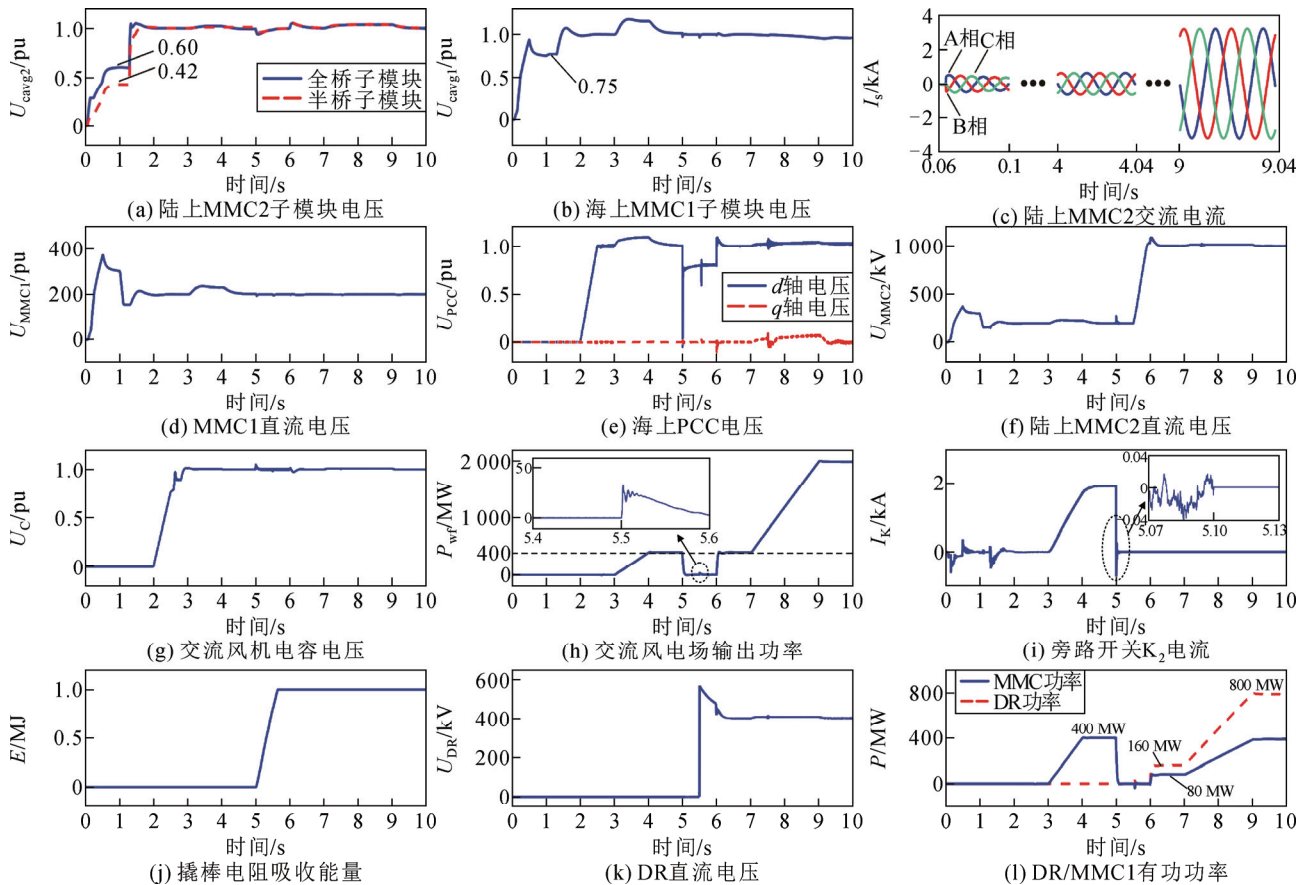 U_cavg2/pu
1.0
0.5
0
0.60
0.42
全桥子模块
半桥子模块
0 1 2 3 4 5 6 7 8 9 10
时间/s
(a) 陆上MMC2子模块电压
U_cavg1/pu
1.0
0.5
0
0.75
0 1 2 3 4 5 6 7 8 9 10
时间/s
(b) 海上MMC1子模块电压
I_s/kA
4
2
0
−2
−4
A相
C相
B相
0.06 0.1 4 4.04 9 9.04
时间/s
(c) 陆上MMC2交流电流
U_MMC1/pu
400
200
0
0 1 2 3 4 5 6 7 8 9 10
时间/s
(d) MMC1直流电压
U_PCC/pu
1.0
0.5
0
d轴电压
q轴电压
0 1 2 3 4 5 6 7 8 9 10
时间/s
(e) 海上PCC电压
U_MMC2/kV
1 000
500
0
0 1 2 3 4 5 6 7 8 9 10
时间/s
(f) 陆上MMC2直流电压
U_C/pu
1.0
0.5
0
0 1 2 3 4 5 6 7 8 9 10
时间/s
(g) 交流风机电容电压
P_wf/MW
2 000
1 000
400
0
50
0
5.4 5.5 5.6
0 1 2 3 4 5 6 7 8 9 10
时间/s
(h) 交流风电场输出功率
I_K/kA
2
0
0.04
0
−0.04
5.07 5.10 5.13
0 1 2 3 4 5 6 7 8 9 10
时间/s
(i) 旁路开关K₂电流
E/MJ
1.0
0.5
0
0 1 2 3 4 5 6 7 8 9 10
时间/s
(j) 撬棒电阻吸收能量
U_DR/kV
600
400
200
0
0 1 2 3 4 5 6 7 8 9 10
时间/s
(k) DR直流电压
P/MW
800
400
0
MMC功率
DR功率
800 MW
400 MW
160 MW
80 MW
0 1 2 3 4 5 6 7 8 9 10
时间/s
(l) DR/MMC1有功功率